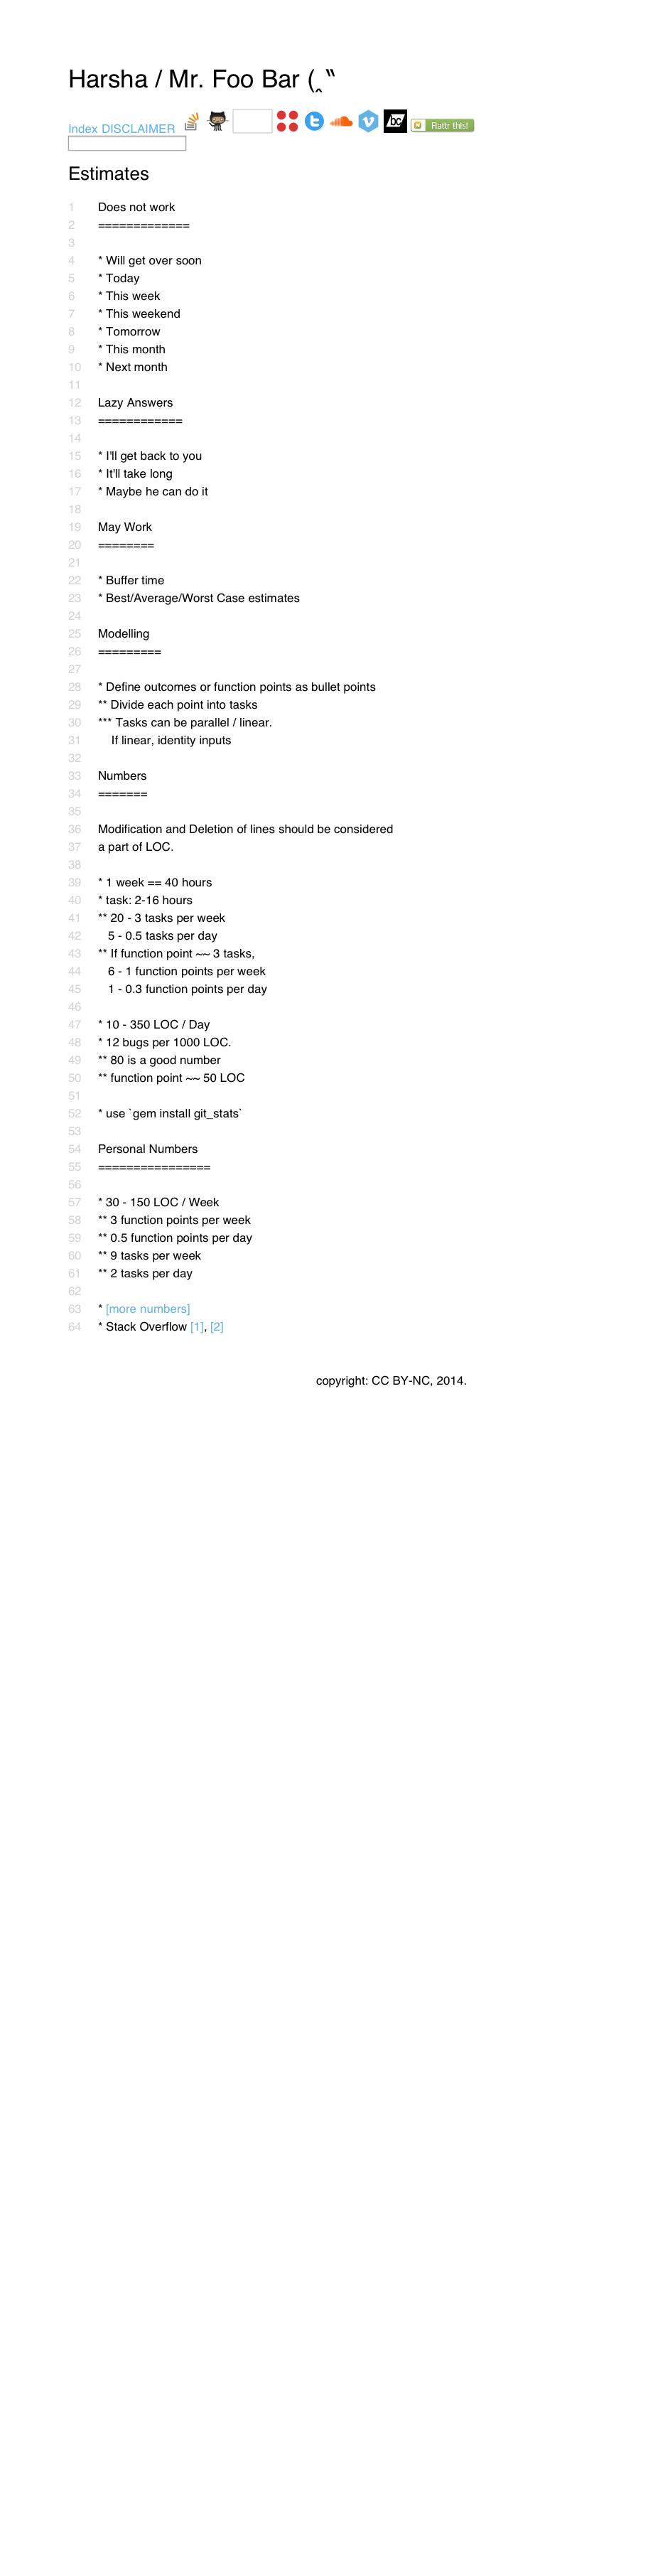 Harsha / Mr. Foo Bar (‸‟
Index DISCLAIMER bc Flattr this!
Estimates
1 Does not work
2 =============
3
4 * Will get over soon
5 * Today
6 * This week
7 * This weekend
8 * Tomorrow
9 * This month
10 * Next month
11
12 Lazy Answers
13 ============
14
15 * I'll get back to you
16 * It'll take long
17 * Maybe he can do it
18
19 May Work
20 ========
21
22 * Buffer time
23 * Best/Average/Worst Case estimates
24
25 Modelling
26 =========
27
28 * Define outcomes or function points as bullet points
29 ** Divide each point into tasks
30 *** Tasks can be parallel / linear.
31 If linear, identity inputs
32
33 Numbers
34 =======
35
36 Modification and Deletion of lines should be considered
37 a part of LOC.
38
39 * 1 week == 40 hours
40 * task: 2-16 hours
41 ** 20 - 3 tasks per week
42 5 - 0.5 tasks per day
43 ** If function point ~~ 3 tasks,
44 6 - 1 function points per week
45 1 - 0.3 function points per day
46
47 * 10 - 350 LOC / Day
48 * 12 bugs per 1000 LOC.
49 ** 80 is a good number
50 ** function point ~~ 50 LOC
51
52 * use `gem install git_stats`
53
54 Personal Numbers
55 ================
56
57 * 30 - 150 LOC / Week
58 ** 3 function points per week
59 ** 0.5 function points per day
60 ** 9 tasks per week
61 ** 2 tasks per day
62
63 * [more numbers]
64 * Stack Overflow [1], [2]
copyright: CC BY-NC, 2014.